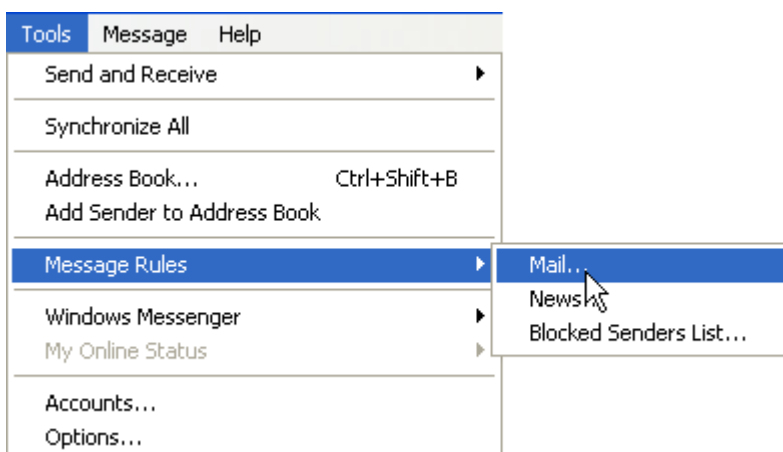 Tools Message Help
Send and Receive
Synchronize All
Address Book... Ctrl+Shift+B
Add Sender to Address Book
Message Rules
Mail...
News
Blocked Senders List...
Windows Messenger
My Online Status
Accounts...
Options...